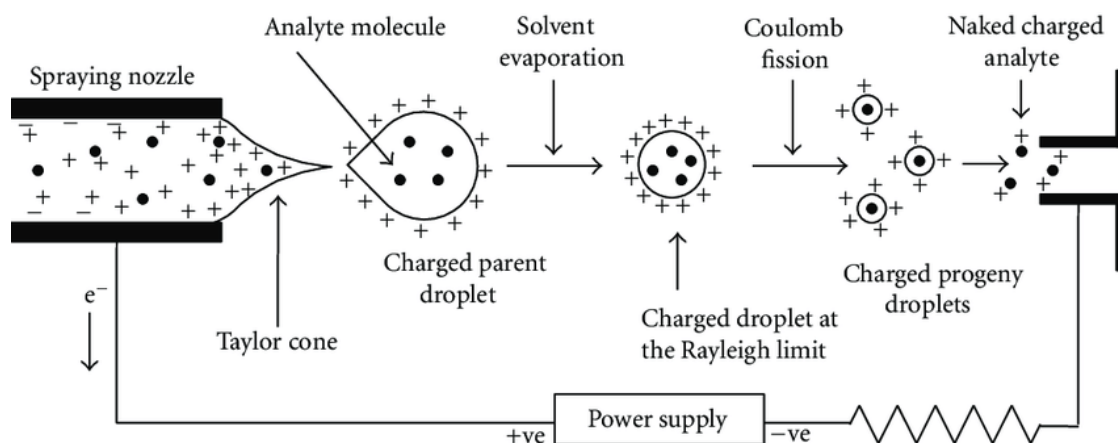 Spraying nozzle
Analyte molecule
Solvent
evaporation
Coulomb
fission
Naked charged
analyte
Charged parent
droplet
Taylor cone
e⁻
Charged droplet at
the Rayleigh limit
Charged progeny
droplets
+ve
Power supply
−ve